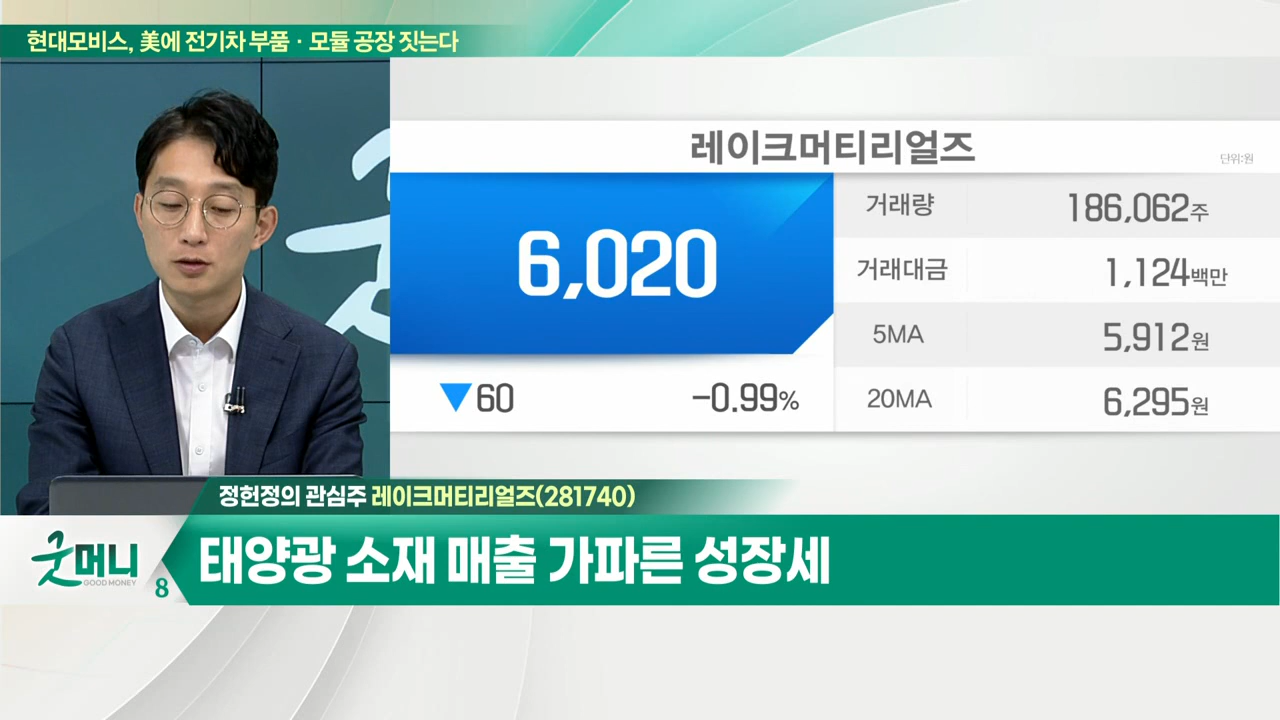 현대모비스, 美에 전기차 부품 · 모듈 공장 짓는다
레이크머티리얼즈
단위:원
6,020
▼60 -0.99%
거래량 186,062주
거래대금 1,124백만
5MA 5,912원
20MA 6,295원
정헌정의 관심주 레이크머티리얼즈(281740)
굿머니
GOOD MONEY
8
태양광 소재 매출 가파른 성장세